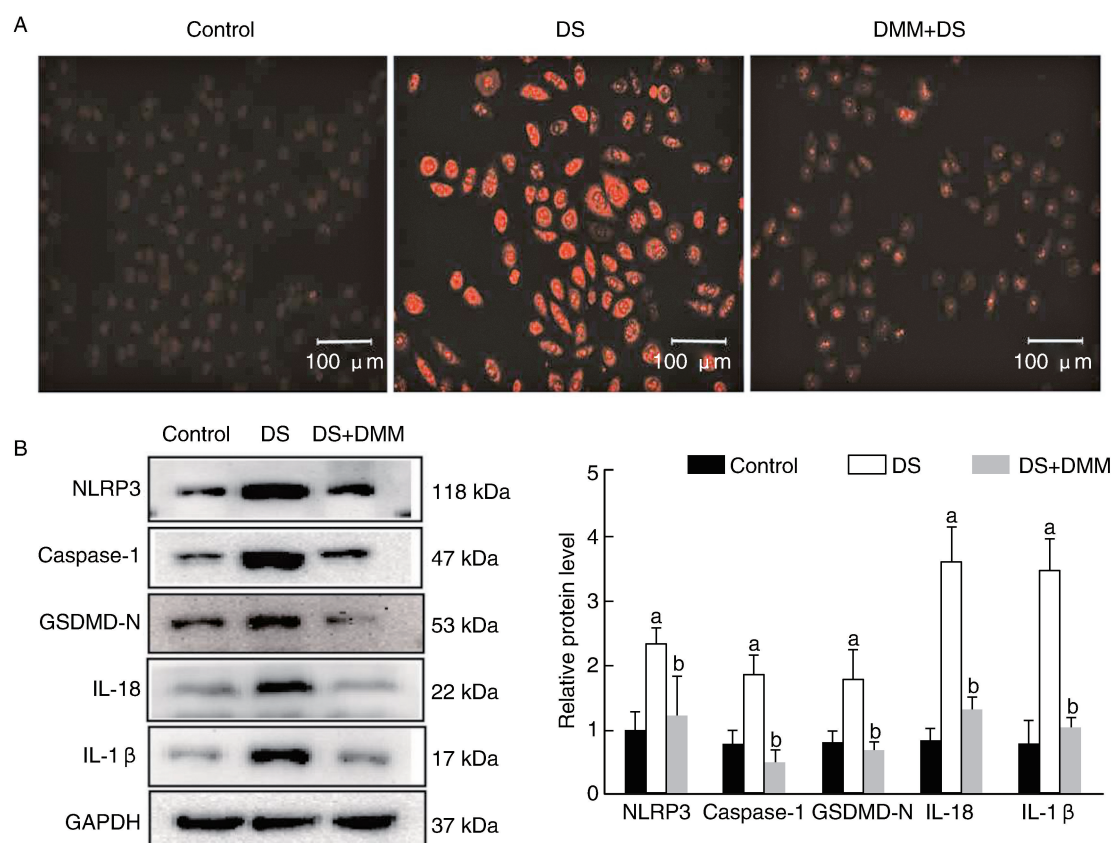 A
Control DS DMM+DS
100 μm 100 μm 100 μm
B
Control DS DS+DMM
NLRP3 118 kDa
Caspase-1 47 kDa
GSDMD-N 53 kDa
IL-18 22 kDa
IL-1β 17 kDa
GAPDH 37 kDa
Control DS DS+DMM
Relative protein level
5
4
3
2
1
0
a b a b a b a b a b
NLRP3 Caspase-1 GSDMD-N IL-18 IL-1β